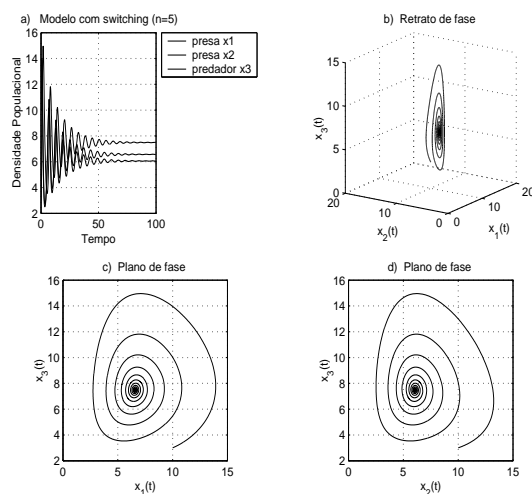 a) Modelo com switching (n=5)
Densidade Populacional
16
14
12
10
8
6
4
2
0
50
100
Tempo
presa x1
presa x2
predador x3
b) Retrato de fase
x3(t)
15
10
5
0
20
10
0
x2(t)
0
10
20
x1(t)
c) Plano de fase
x3(t)
16
14
12
10
8
6
4
2
0
5
10
15
x1(t)
d) Plano de fase
x3(t)
16
14
12
10
8
6
4
2
0
5
10
15
x2(t)